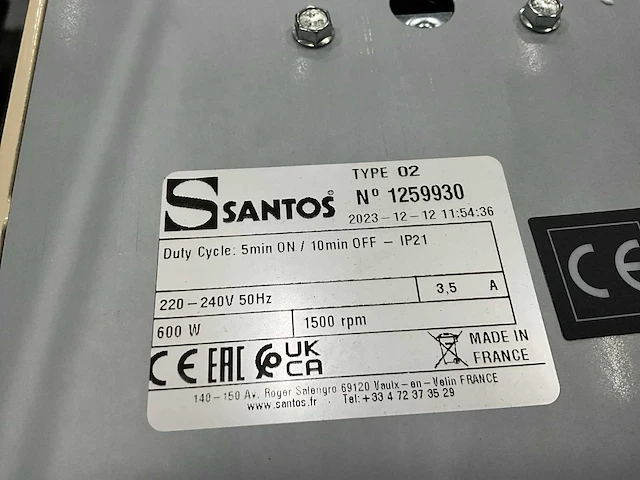 TYPE 02
S SANTOS®
Nº 1259930
2023-12-12 11:54:36
Duty Cycle: 5min ON / 10min OFF - IP21
220-240V 50Hz
3,5 A
600 W
1500 rpm
CE EAC UK CA
MADE IN
FRANCE
140-150 Av. Roger Salengro 69120 Vaulx-en-Velin FRANCE
www.santos.fr Tel:+33 4 72 37 35 29
CE